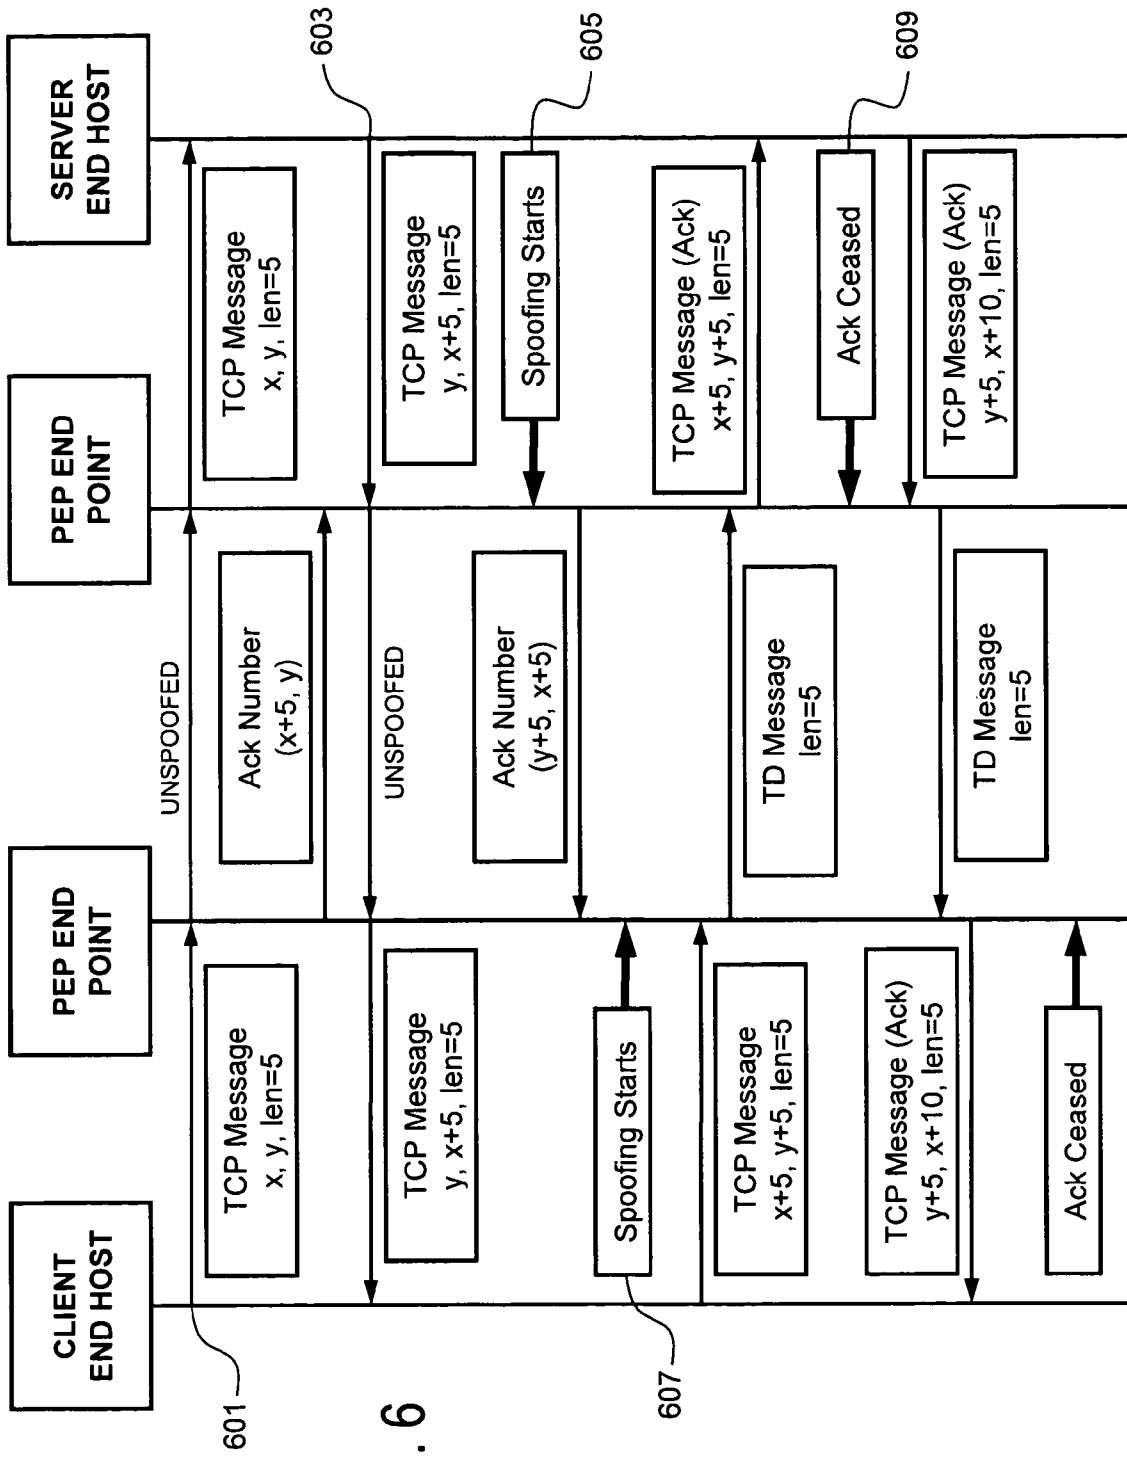 CLIENT
END HOST
PEP END
POINT
PEP END
POINT
SERVER
END HOST
601
UNSPOOFED
TCP Message
x, y, len=5
Ack Number
(x+5, y)
TCP Message
x, y, len=5
603
UNSPOOFED
TCP Message
y, x+5, len=5
TCP Message
y, x+5, len=5
Ack Number
(y+5, x+5)
Spoofing Starts
605
607
Spoofing Starts
TCP Message
x+5, y+5, len=5
TD Message
len=5
TCP Message (Ack)
x+5, y+5, len=5
Ack Ceased
609
TCP Message (Ack)
y+5, x+10, len=5
TD Message
len=5
TCP Message (Ack)
y+5, x+10, len=5
Ack Ceased
. 6